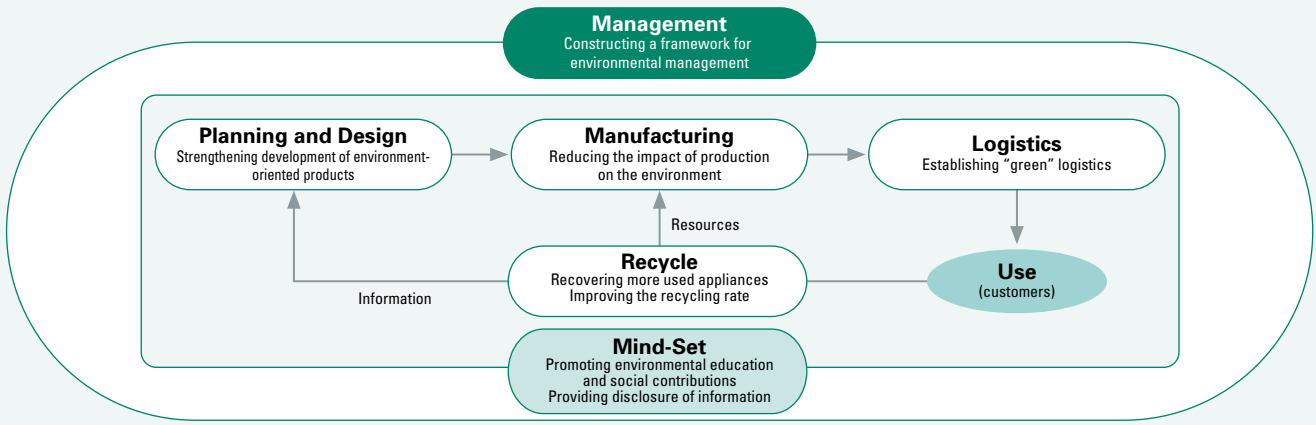 Management
Constructing a framework for
environmental management
Planning and Design
Strengthening development of environment-
oriented products
Manufacturing
Reducing the impact of production
on the environment
Logistics
Establishing “green” logistics
Resources
Recycle
Recovering more used appliances
Improving the recycling rate
Use
(customers)
Information
Mind-Set
Promoting environmental education
and social contributions
Providing disclosure of information